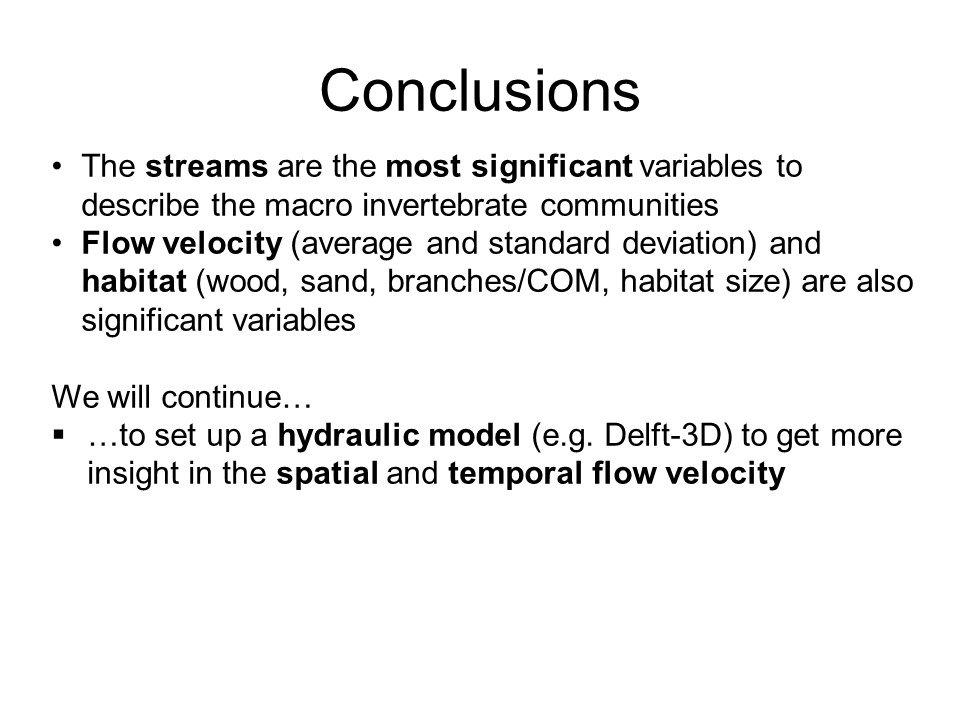 Conclusions
• The streams are the most significant variables to
describe the macro invertebrate communities
• Flow velocity (average and standard deviation) and
habitat (wood, sand, branches/COM, habitat size) are also
significant variables
We will continue…
▪ …to set up a hydraulic model (e.g. Delft-3D) to get more
insight in the spatial and temporal flow velocity